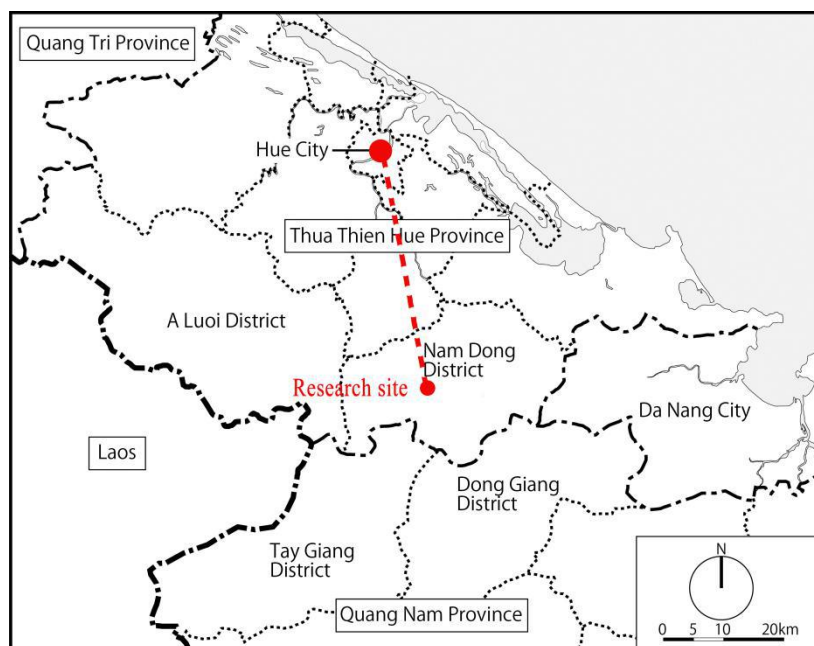 Quang Tri Province
Hue City
Thua Thien Hue Province
A Luoi District
Nam Dong
District
Research site
Da Nang City
Laos
Dong Giang
District
Tay Giang
District
Quang Nam Province
N
0 5 10 20km